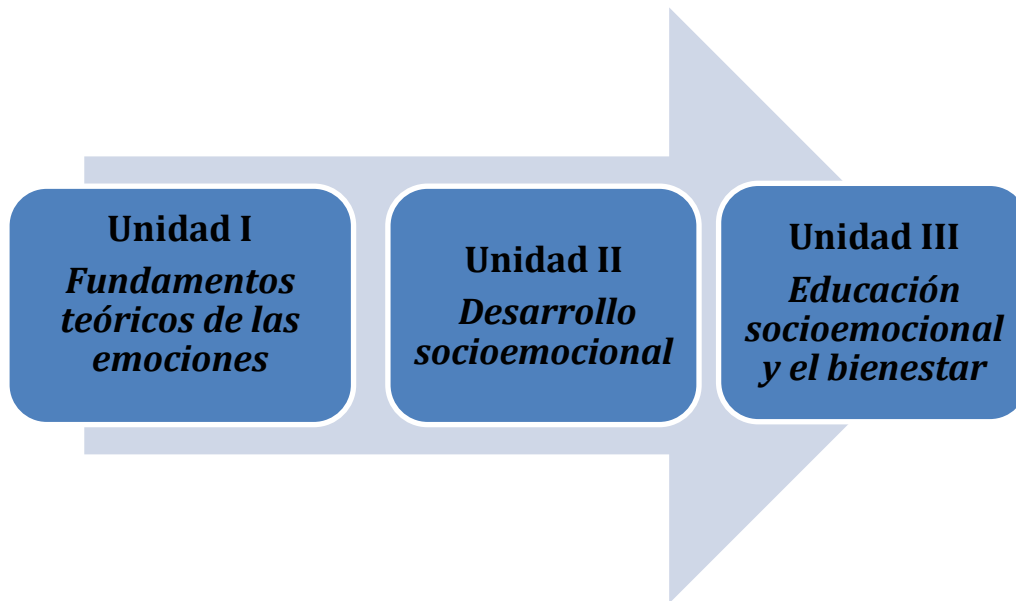 Unidad I
Fundamentos
teóricos de las
emociones
Unidad II
Desarrollo
socioemocional
Unidad III
Educación
socioemocional
y el bienestar